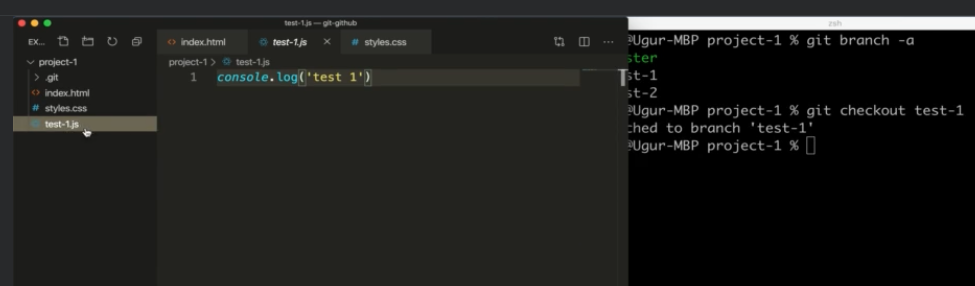 test-1.js — git-github
zsh
EX...
index.html
test-1.js
styles.css
project-1
.git
index.html
styles.css
test-1.js
project-1 > test-1.js
1 console.log('test 1')
@Ugur-MBP project-1 % git branch -a
ster
st-1
st-2
@Ugur-MBP project-1 % git checkout test-1
ched to branch 'test-1'
@Ugur-MBP project-1 %